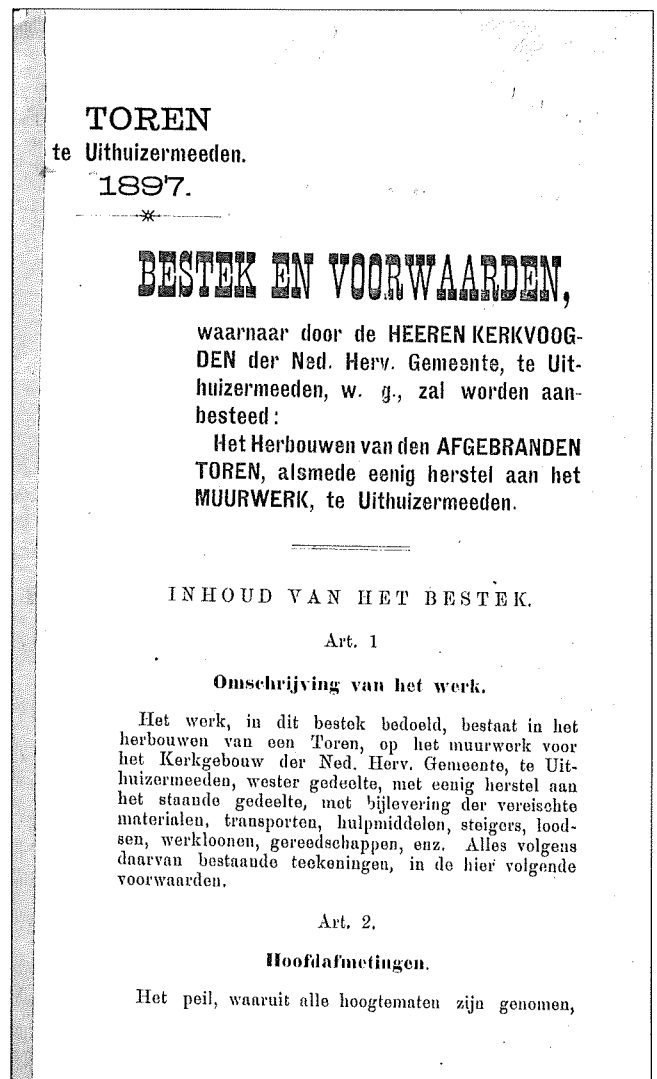 TOREN
te Uithuizermeeden.
1897.
BESTEK EN VOORWAARDEN,
waarnaar door de HEEREN KERKVOOG-
DEN der Ned. Herv. Gemeente, te Uit-
huizermeeden, w. g., zal worden aan-
besteed:
Het Herbouwen van den AFGEBRANDEN
TOREN, alsmede eenig herstel aan het
MUURWERK, te Uithuizermeeden.
INHOUD VAN HET BESTEK.
Art. 1
Omschrijving van het werk.
Het werk, in dit bestek bedoeld, bestaat in het
herbouwen van een Toren, op het muurwerk voor
het Kerkgebouw der Ned. Herv. Gemeente, te Uit-
huizermeeden, wester gedeelte, met eenig herstel aan
het staande gedeelte, met bijlevering der vereischte
materialen, transporten, hulpmiddelen, steigers, lood-
sen, werkloonen, gereedschappen, enz. Alles volgens
daarvan bestaande teekeningen, in de hier volgende
voorwaarden.
Art. 2.
Hoofdafmetingen.
Het peil, waaruit alle hoogtematen zijn genomen,